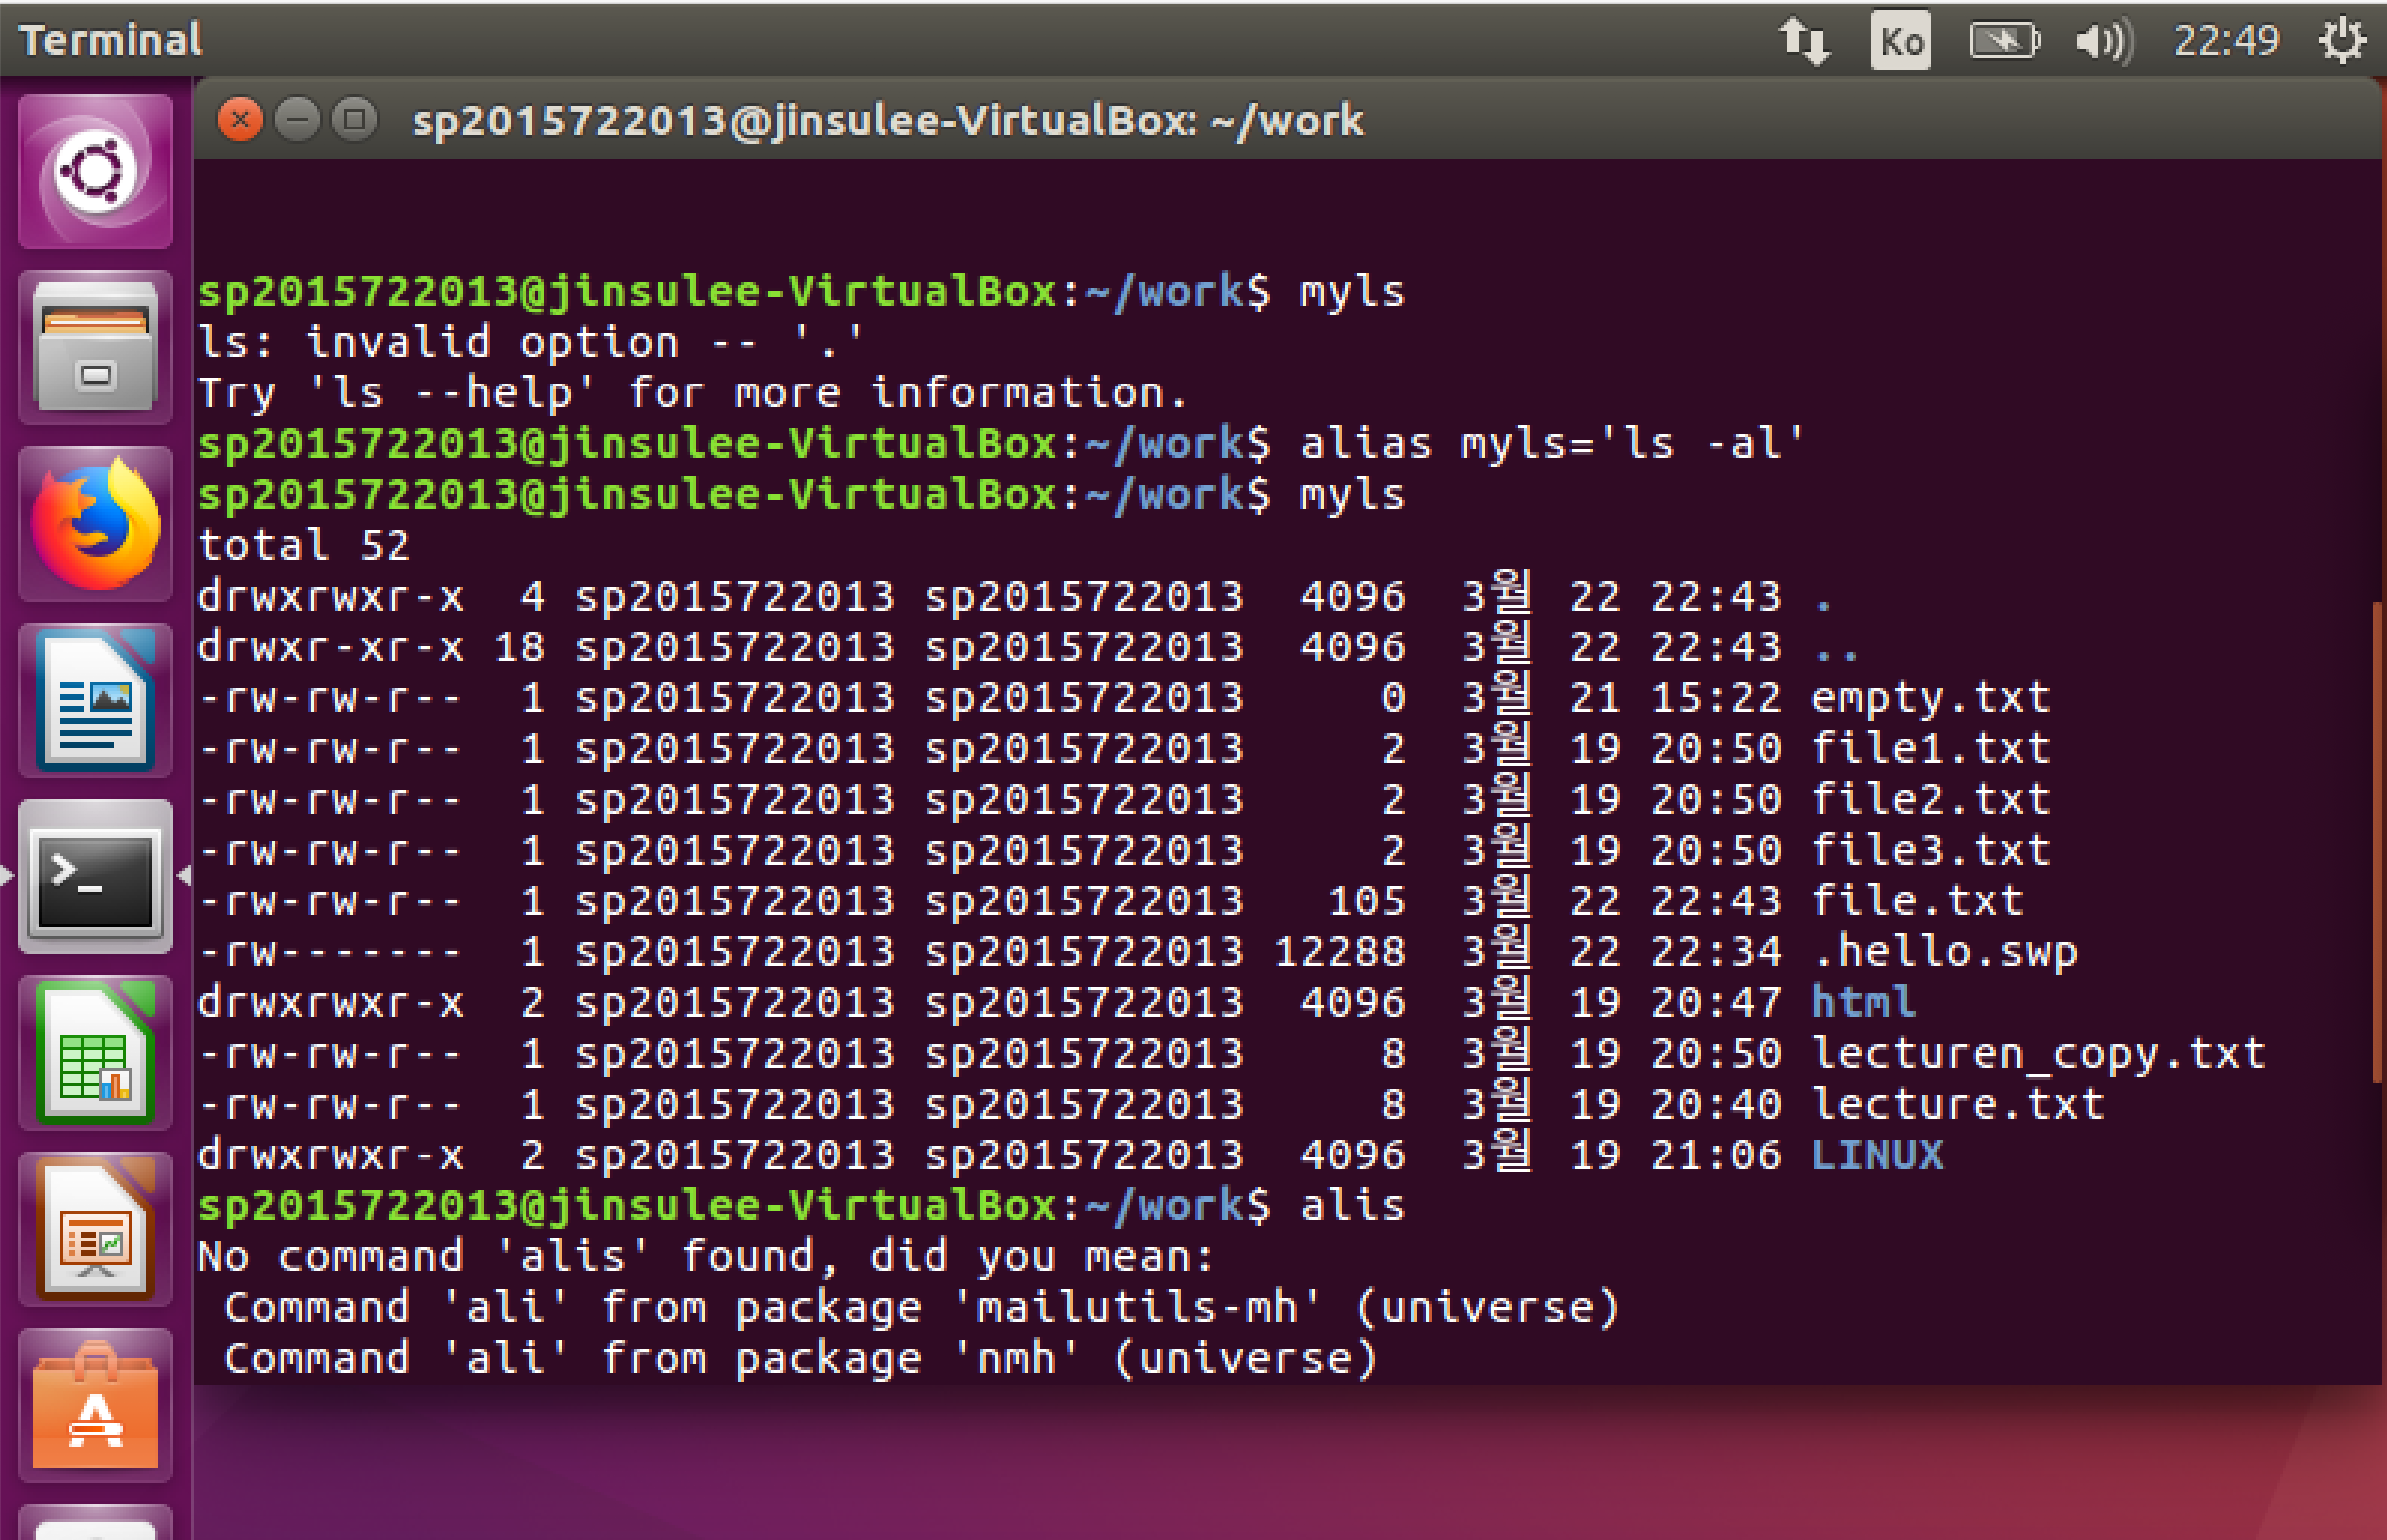 Terminal
Ko
22:49
sp2015722013@jinsulee-VirtualBox: ~/work
sp2015722013@jinsulee-VirtualBox:~/work$ myls
ls: invalid option -- '.'
Try 'ls --help' for more information.
sp2015722013@jinsulee-VirtualBox:~/work$ alias myls='ls -al'
sp2015722013@jinsulee-VirtualBox:~/work$ myls
total 52
drwxrwxr-x  4 sp2015722013 sp2015722013  4096  3월 22 22:43 .
drwxr-xr-x 18 sp2015722013 sp2015722013  4096  3월 22 22:43 ..
-rw-rw-r--  1 sp2015722013 sp2015722013     0  3월 21 15:22 empty.txt
-rw-rw-r--  1 sp2015722013 sp2015722013     2  3월 19 20:50 file1.txt
-rw-rw-r--  1 sp2015722013 sp2015722013     2  3월 19 20:50 file2.txt
-rw-rw-r--  1 sp2015722013 sp2015722013     2  3월 19 20:50 file3.txt
-rw-rw-r--  1 sp2015722013 sp2015722013   105  3월 22 22:43 file.txt
-rw-------  1 sp2015722013 sp2015722013 12288  3월 22 22:34 .hello.swp
drwxrwxr-x  2 sp2015722013 sp2015722013  4096  3월 19 20:47 html
-rw-rw-r--  1 sp2015722013 sp2015722013     8  3월 19 20:50 lecturen_copy.txt
-rw-rw-r--  1 sp2015722013 sp2015722013     8  3월 19 20:40 lecture.txt
drwxrwxr-x  2 sp2015722013 sp2015722013  4096  3월 19 21:06 LINUX
sp2015722013@jinsulee-VirtualBox:~/work$ alis
No command 'alis' found, did you mean:
 Command 'ali' from package 'mailutils-mh' (universe)
 Command 'ali' from package 'nmh' (universe)